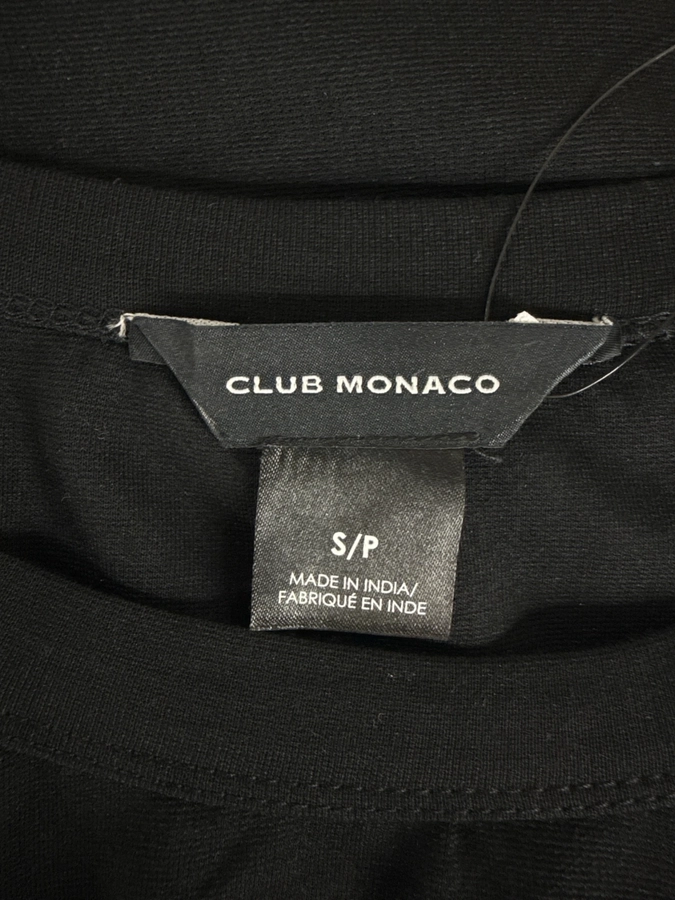 CLUB MONACO
S/P
MADE IN INDIA/
FABRIQUÉ EN INDE